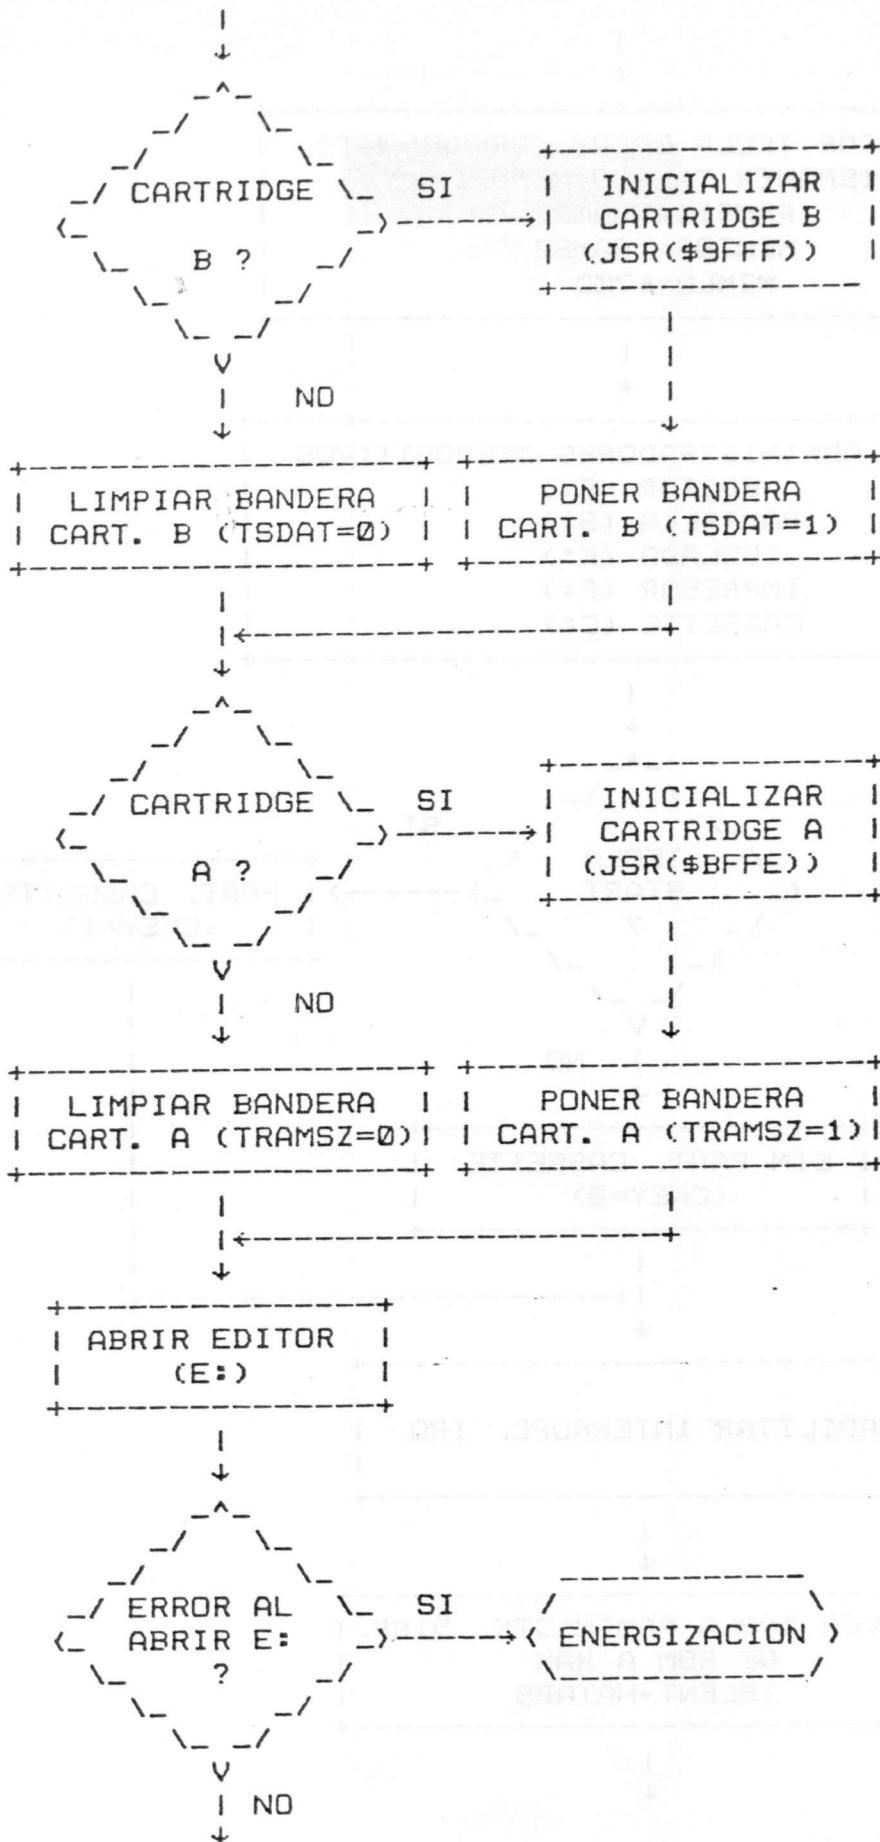 CARTRIDGE
B ?
SI
INICIALIZAR
CARTRIDGE B
(JSR($9FFF))
NO
LIMPIAR BANDERA
CART. B (TSDAT=0)
PONER BANDERA
CART. B (TSDAT=1)
CARTRIDGE
A ?
SI
INICIALIZAR
CARTRIDGE A
(JSR($BFFE))
NO
LIMPIAR BANDERA
CART. A (TRAMSZ=0)
PONER BANDERA
CART. A (TRAMSZ=1)
ABRIR EDITOR
(E:)
ERROR AL
ABRIR E:
?
SI
ENERGIZACION
NO